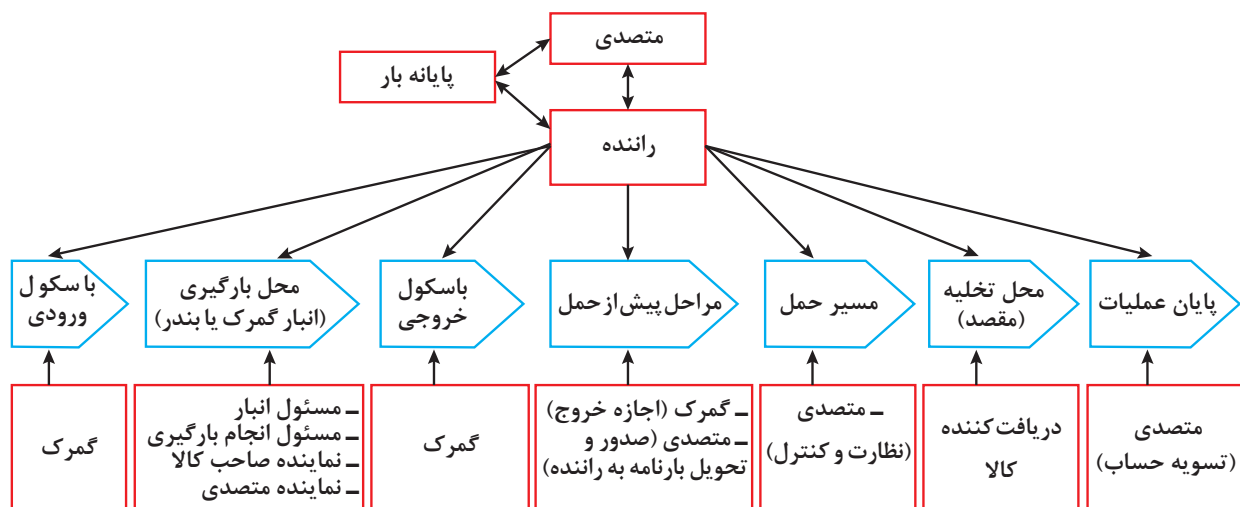 متصدی
پایانه بار
راننده
باسکول
ورودی
محل بارگیری
(انبار گمرک یا بندر)
باسکول
خروجی
مراحل پیش از حمل
مسیر حمل
محل تخلیه
(مقصد)
پایان عملیات
گمرک
ـ مسئول انبار
ـ مسئول انجام بارگیری
ـ نماینده صاحب کالا
ـ نماینده متصدی
گمرک
ـ گمرک (اجازه خروج)
ـ متصدی (صدور و
تحویل بارنامه به راننده)
ـ متصدی
(نظارت و کنترل)
دریافت‌کننده
کالا
متصدی
(تسویه حساب)